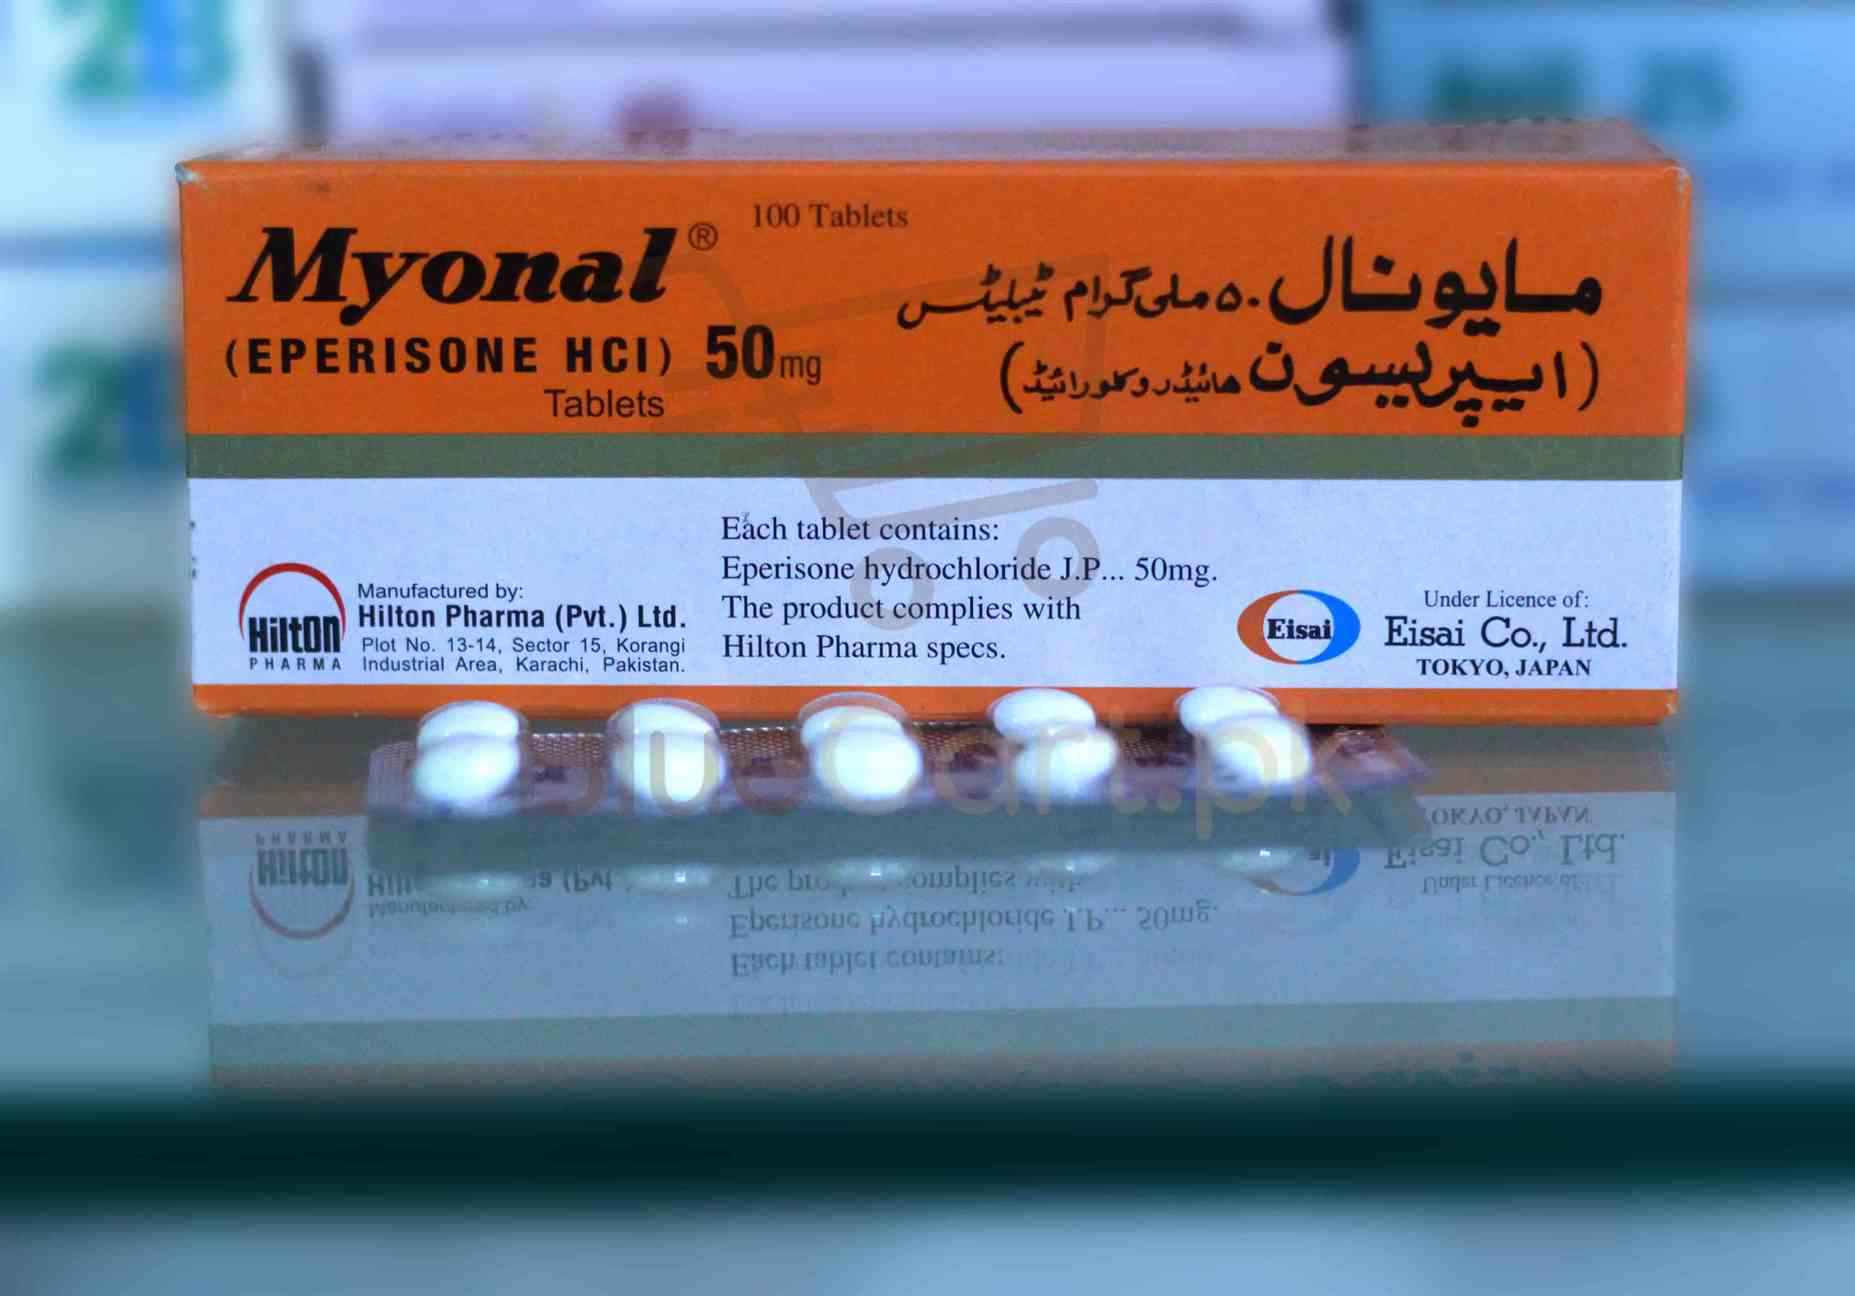 Myonal®
100 Tablets
(EPERISONE HCl) 50mg
Tablets
مایونال ۵۰ ملی گرام ٹیبلیٹس
(ایپریسون ہائیڈروکلورائیڈ)
Hilton
PHARMA
Manufactured by:
Hilton Pharma (Pvt.) Ltd.
Plot No. 13-14, Sector 15, Korangi
Industrial Area, Karachi, Pakistan.
Each tablet contains:
Eperisone hydrochloride J.P... 50mg.
The product complies with
Hilton Pharma specs.
Eisai
Under Licence of:
Eisai Co., Ltd.
TOKYO, JAPAN